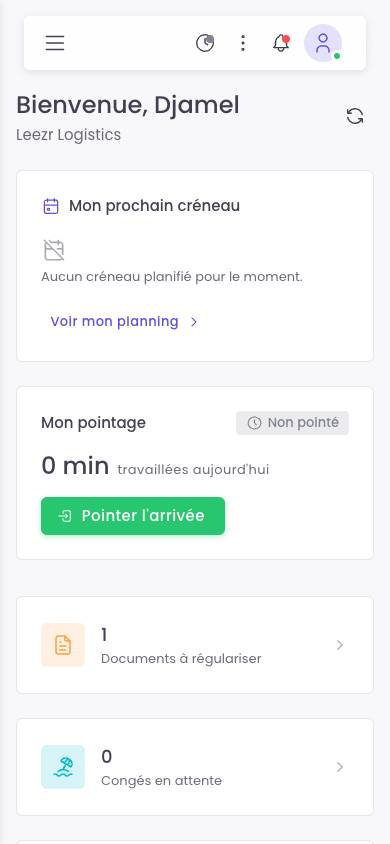 Bienvenue, Djamel
Leezr Logistics
Mon prochain créneau
Aucun créneau planifié pour le moment.
Voir mon planning
Mon pointage
Non pointé
0 min travaillées aujourd'hui
Pointer l'arrivée
1
Documents à régulariser
0
Congés en attente